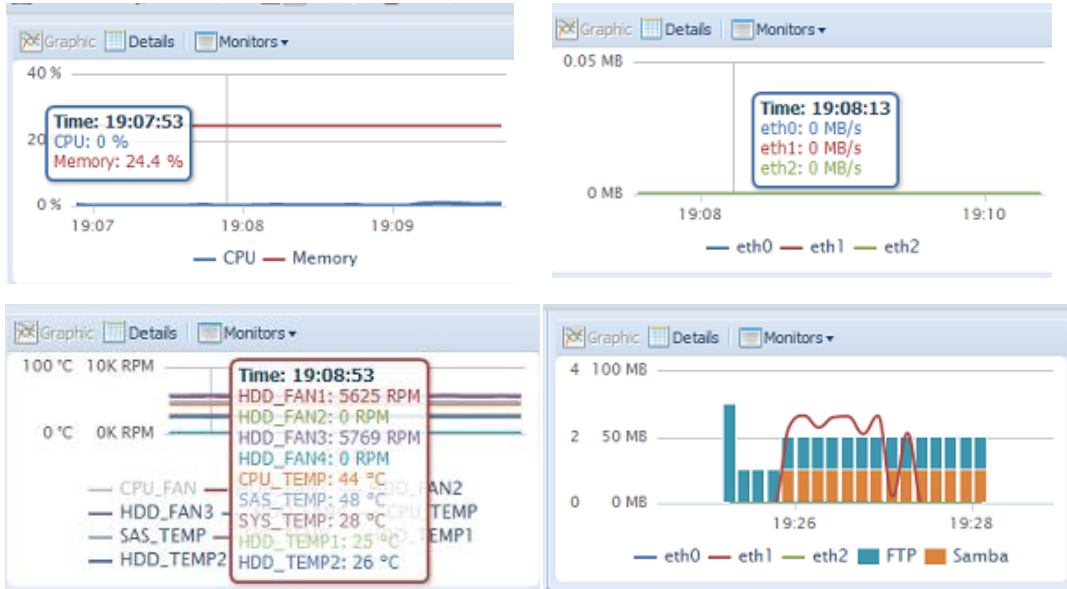 Graphic Details Monitors
40 %
Time: 19:07:53
20 CPU: 0 %
Memory: 24.4 %
0 %
19:07 19:08 19:09
CPU Memory
Graphic Details Monitors
0.05 MB
Time: 19:08:13
eth0: 0 MB/s
eth1: 0 MB/s
eth2: 0 MB/s
0 MB
19:08 19:10
eth0 eth1 eth2
Graphic Details Monitors
100 °C 10K RPM
Time: 19:08:53
HDD_FAN1: 5625 RPM
HDD_FAN2: 0 RPM
0 °C 0K RPM HDD_FAN3: 5769 RPM
HDD_FAN4: 0 RPM
CPU_TEMP: 44 °C
SAS_TEMP: 48 °C
SYS_TEMP: 28 °C
HDD_TEMP1: 25 °C
HDD_TEMP2: 26 °C
CPU_FAN AN2
HDD_FAN3 TEMP
SAS_TEMP EMP1
HDD_TEMP2
Graphic Details Monitors
4 100 MB
2 50 MB
0 0 MB
19:26 19:28
eth0 eth1 eth2 FTP Samba